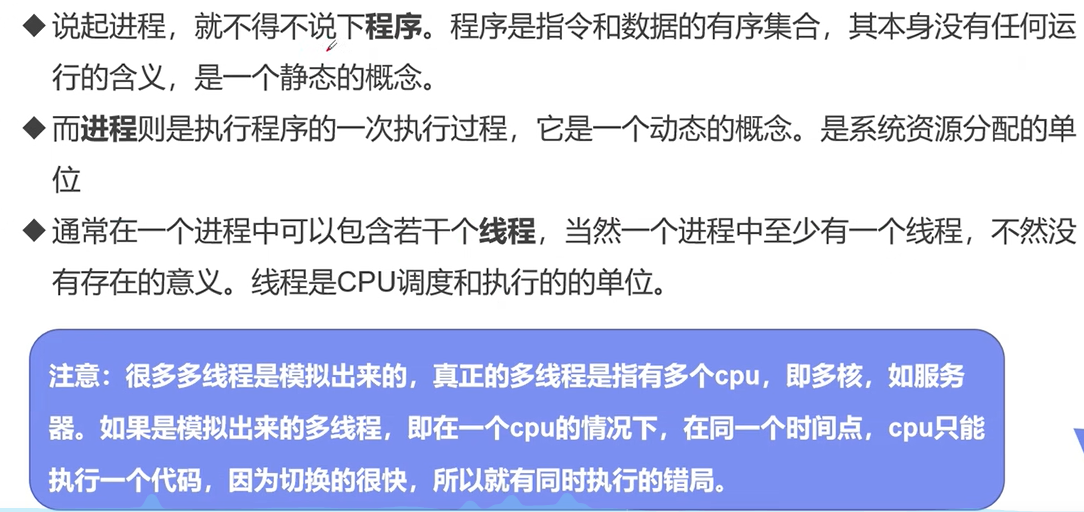 ◆说起进程，就不得不说下程序。程序是指令和数据的有序集合，其本身没有任何运
行的含义，是一个静态的概念。
◆而进程则是执行程序的一次执行过程，它是一个动态的概念。是系统资源分配的单
位
◆通常在一个进程中可以包含若干个线程，当然一个进程中至少有一个线程，不然没
有存在的意义。线程是CPU调度和执行的的单位。
注意：很多多线程是模拟出来的，真正的多线程是指有多个cpu，即多核，如服务
器。如果是模拟出来的多线程，即在一个cpu的情况下，在同一个时间点，cpu只能
执行一个代码，因为切换的很快，所以就有同时执行的错局。